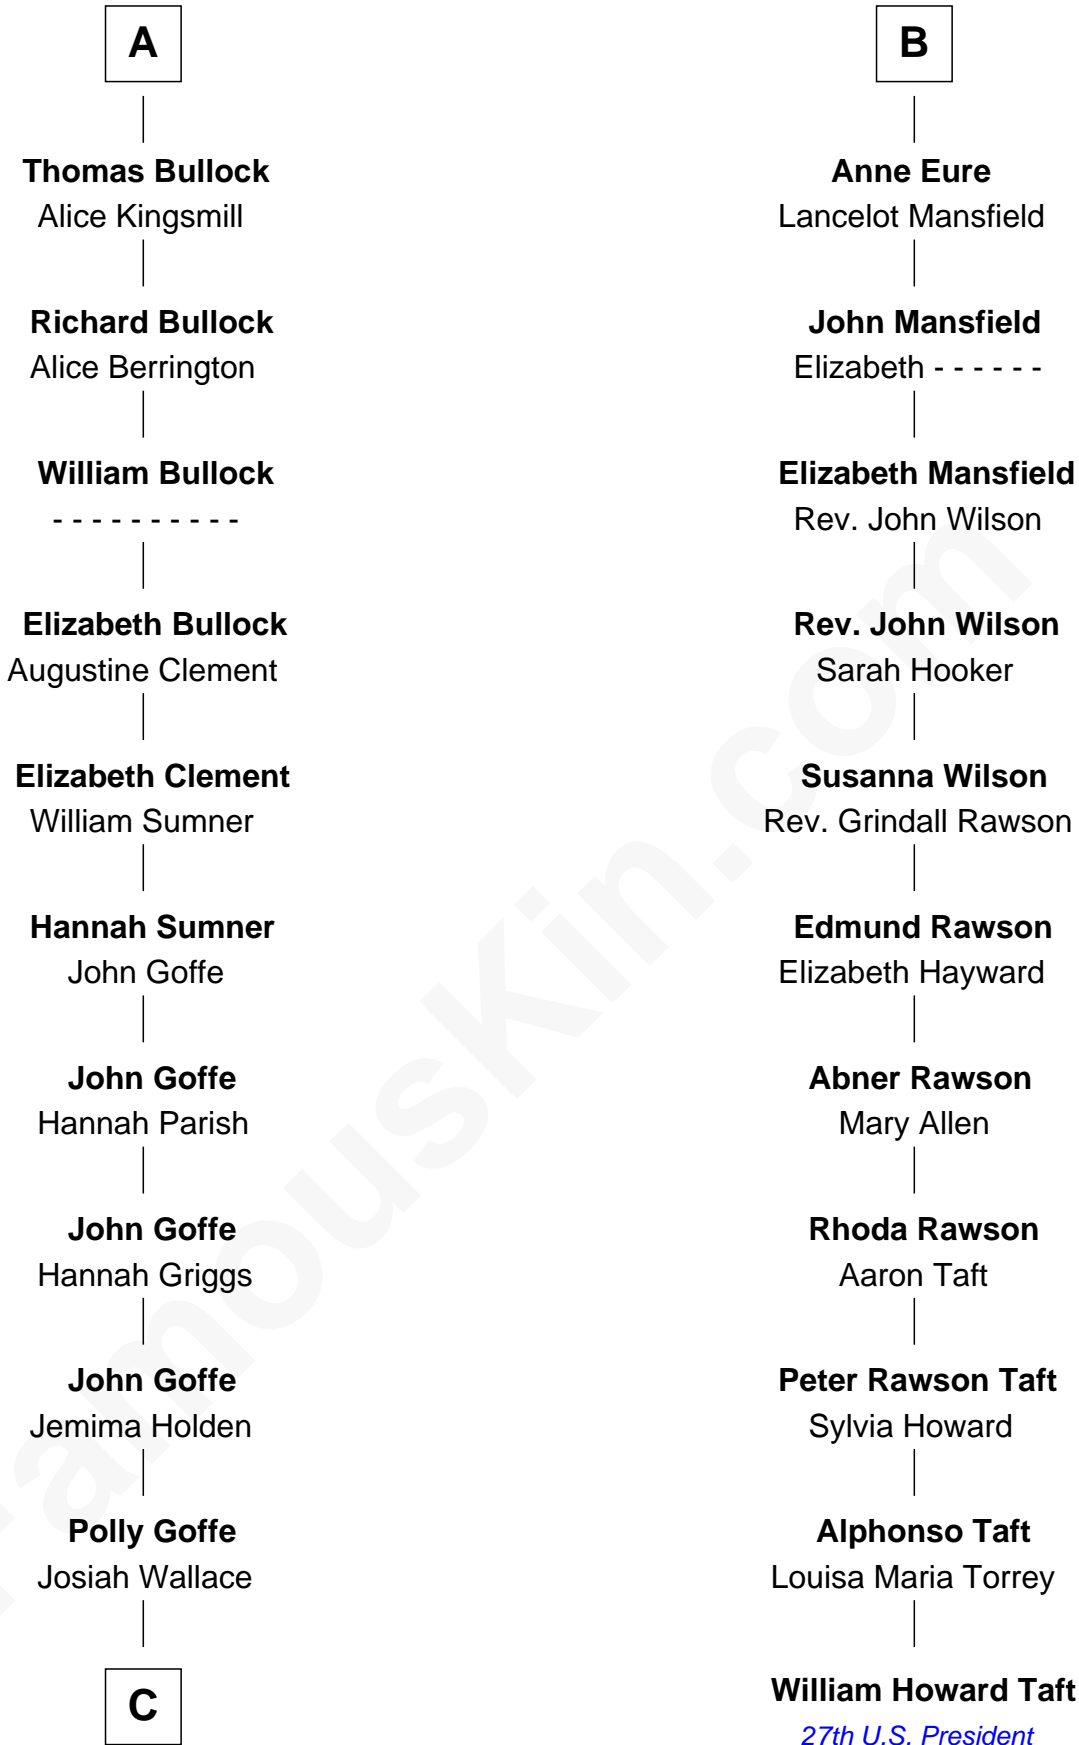 A
Thomas Bullock
Alice Kingsmill
Richard Bullock
Alice Berrington
William Bullock
- - - - - - - - - -
Elizabeth Bullock
Augustine Clement
Elizabeth Clement
William Sumner
Hannah Sumner
John Goffe
John Goffe
Hannah Parish
John Goffe
Hannah Griggs
John Goffe
Jemima Holden
Polly Goffe
Josiah Wallace
C
B
Anne Eure
Lancelot Mansfield
John Mansfield
Elizabeth - - - - - -
Elizabeth Mansfield
Rev. John Wilson
Rev. John Wilson
Sarah Hooker
Susanna Wilson
Rev. Grindall Rawson
Edmund Rawson
Elizabeth Hayward
Abner Rawson
Mary Allen
Rhoda Rawson
Aaron Taft
Peter Rawson Taft
Sylvia Howard
Alphonso Taft
Louisa Maria Torrey
William Howard Taft
27th U.S. President
FamousKin.com